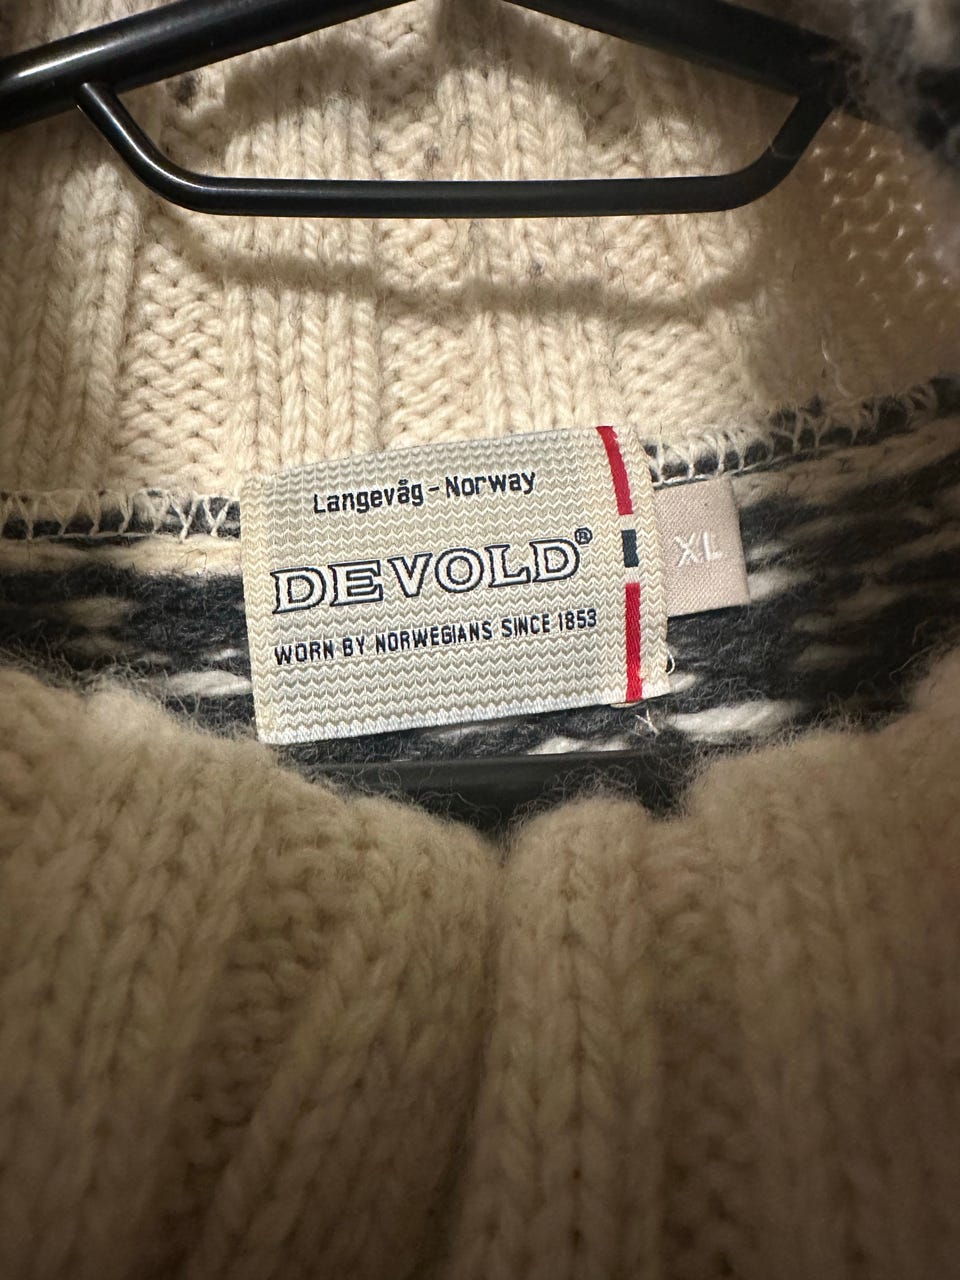 Langevåg - Norway
DEVOLD®
WORN BY NORWEGIANS SINCE 1853
XL